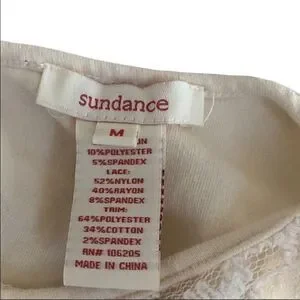 sundance
M
10%POLYESTER
5%SPANDEX
LACE:
52%NYLON
40%RAYON
8%SPANDEX
TRIM:
64%POLYESTER
34%COTTON
2%SPANDEX
RN# 106205
MADE IN CHINA